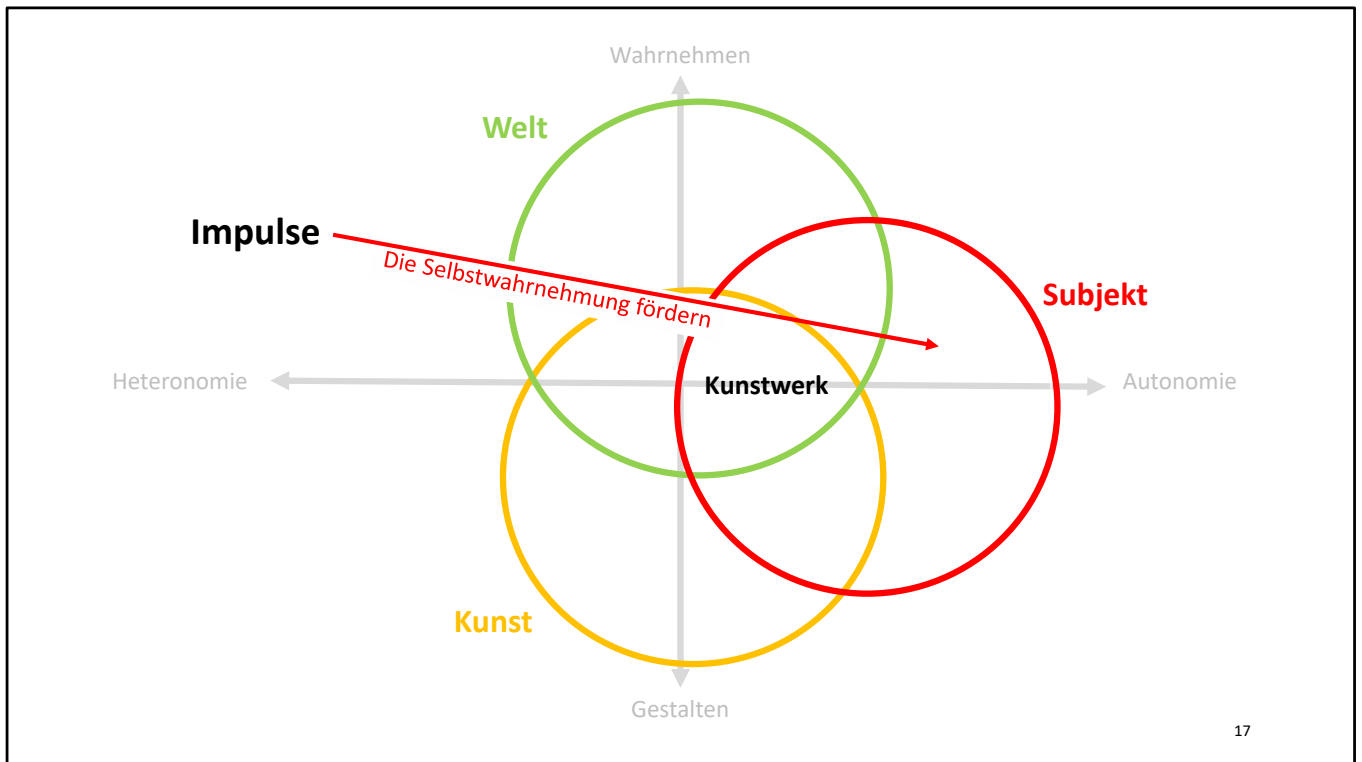 Wahrnehmen
Welt
Impulse
Die Selbstwahrnehmung fördern
Subjekt
Heteronomie
Kunstwerk
Autonomie
Kunst
Gestalten
17